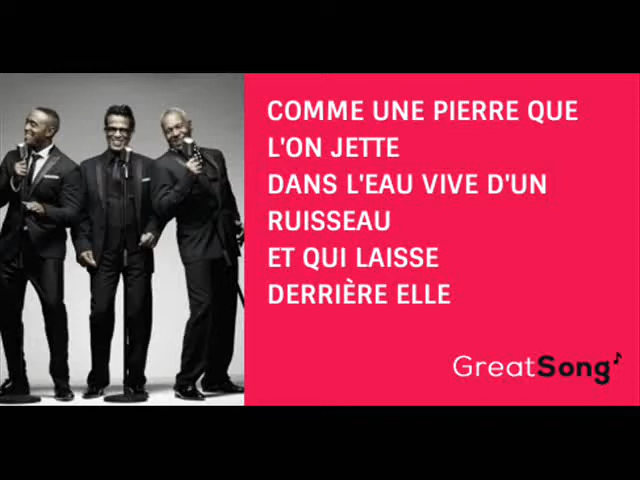 COMME UNE PIERRE QUE
L'ON JETTE
DANS L'EAU VIVE D'UN
RUISSEAU
ET QUI LAISSE
DERRIÈRE ELLE
GreatSong